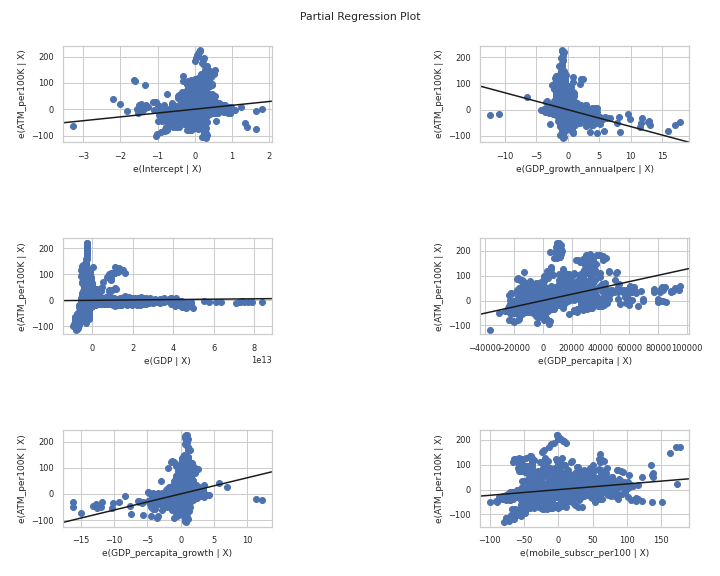 Partial Regression Plot
e(ATM_per100K | X)
200
100
0
−100
−3 −2 −1 0 1 2
e(Intercept | X)
e(ATM_per100K | X)
200
100
0
−100
−10 −5 0 5 10 15
e(GDP_growth_annualperc | X)
e(ATM_per100K | X)
200
100
0
−100
0 2 4 6 8
1e13
e(GDP | X)
e(ATM_per100K | X)
200
100
0
−100
−40000 −20000 0 20000 40000 60000 80000 100000
e(GDP_percapita | X)
e(ATM_per100K | X)
200
100
0
−100
−15 −10 −5 0 5 10
e(GDP_percapita_growth | X)
e(ATM_per100K | X)
200
100
0
−100
−100 −50 0 50 100 150
e(mobile_subscr_per100 | X)